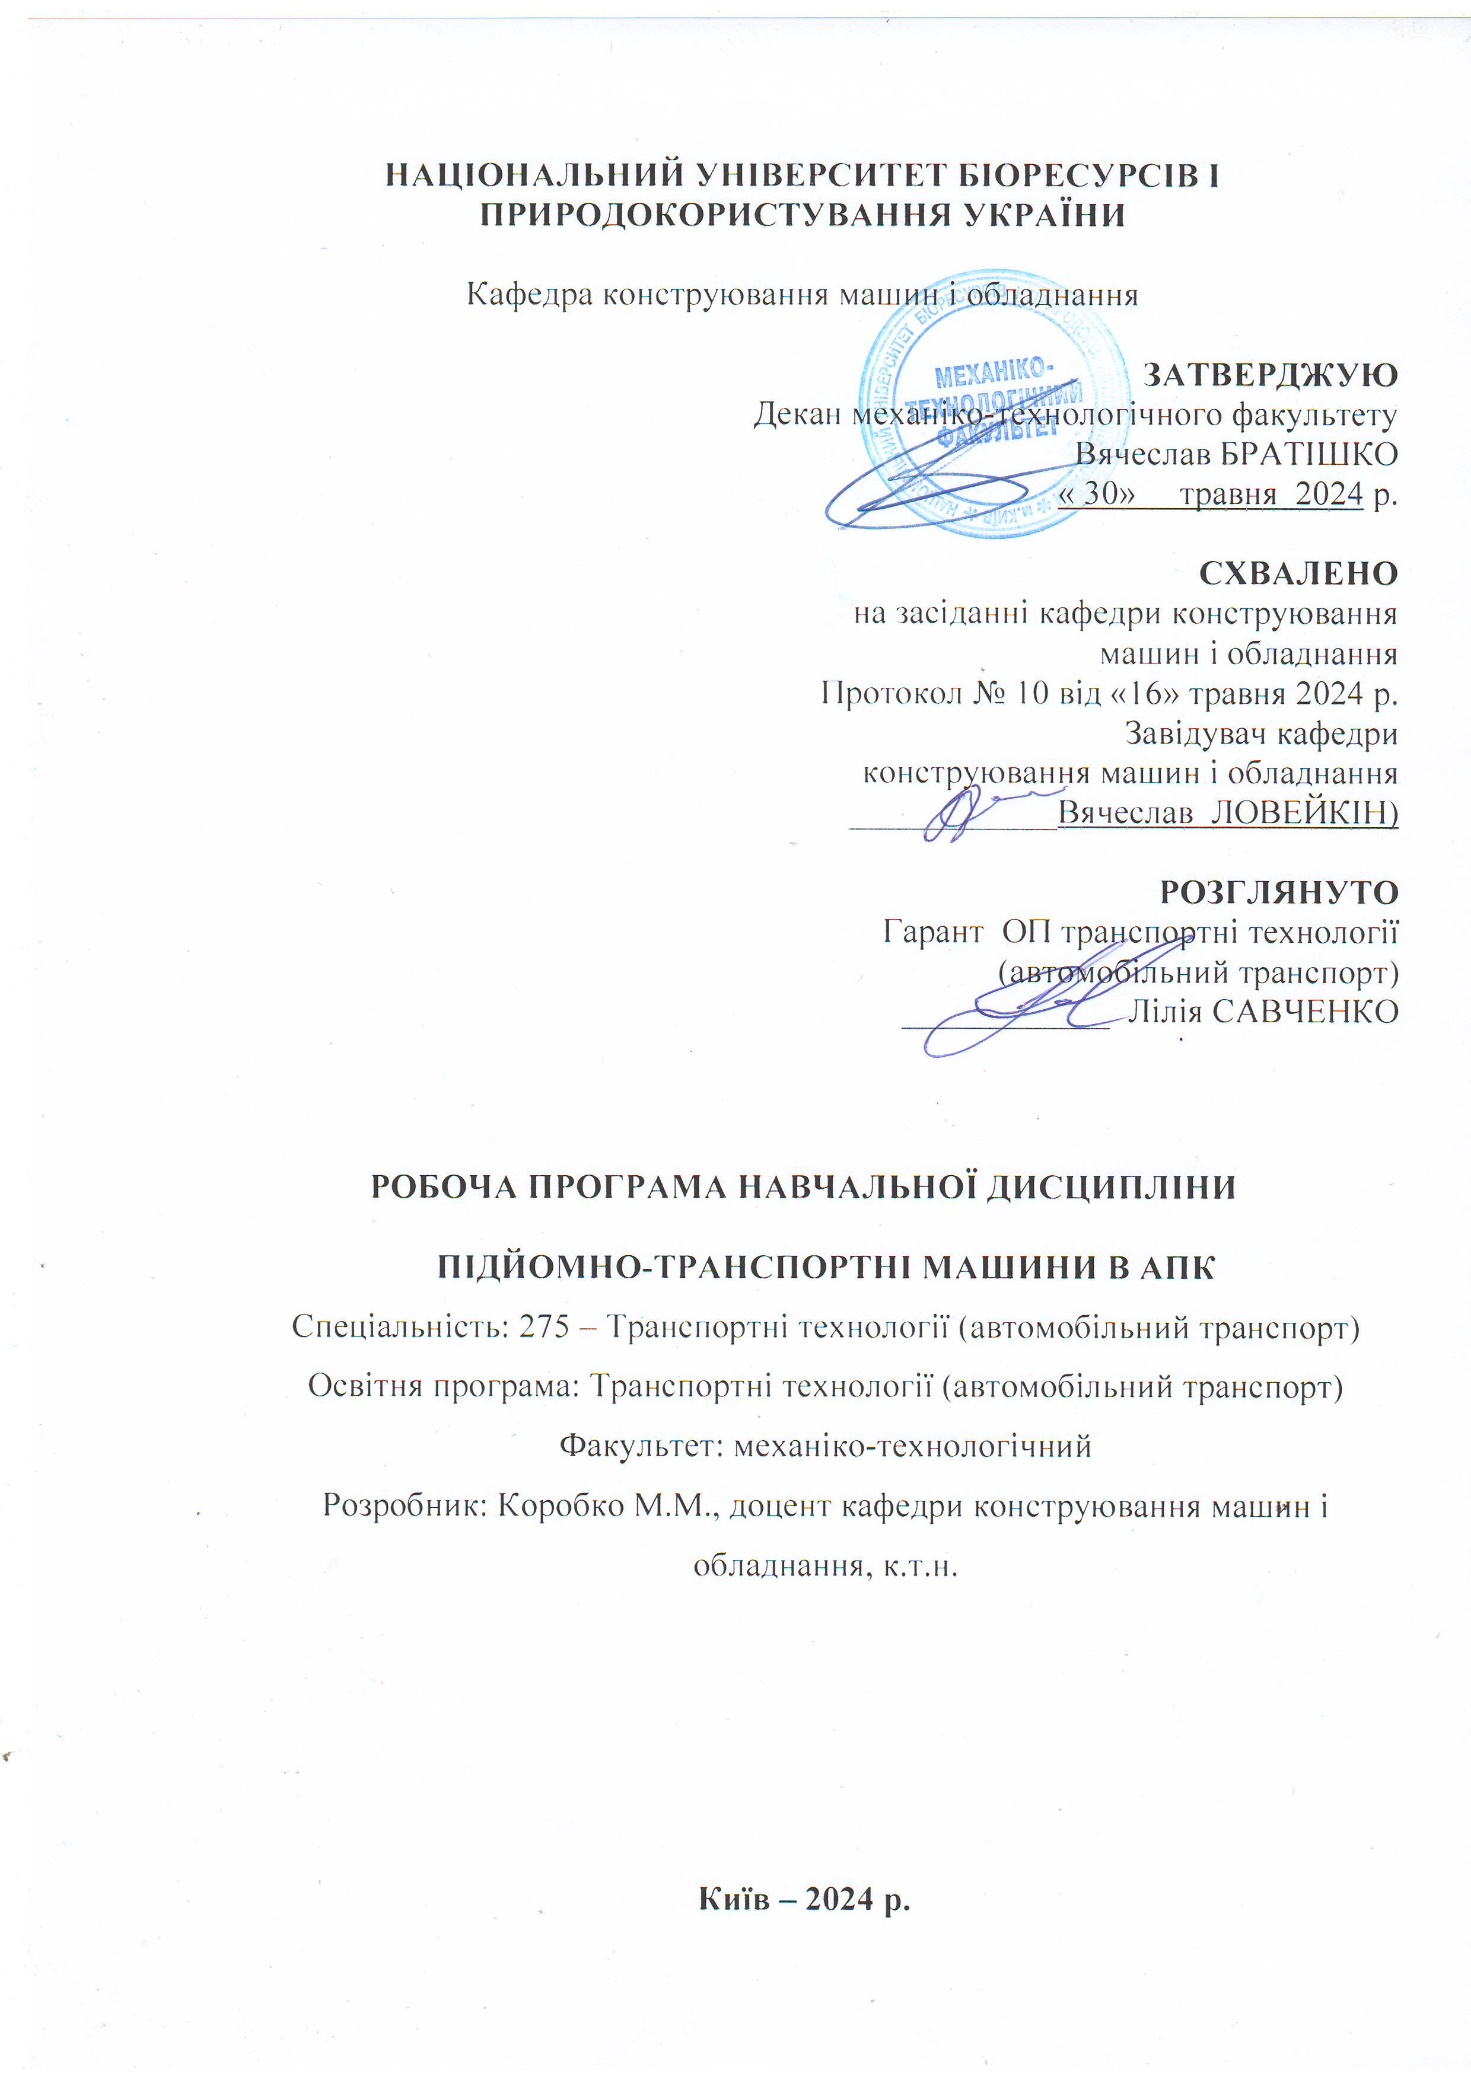 НАЦІОНАЛЬНИЙ УНІВЕРСИТЕТ БІОРЕСУРСІВ І
ПРИРОДОКОРИСТУВАННЯ УКРАЇНИ
Кафедра конструювання машин і обладнання
МЕХАНІКО-
ТЕХНОЛОГІЧНИЙ
ФАКУЛЬТЕТ
ЗАТВЕРДЖУЮ
Декан механіко-технологічного факультету
Вячеслав БРАТІШКО
« 30» травня 2024 р.
СХВАЛЕНО
на засіданні кафедри конструювання
машин і обладнання
Протокол № 10 від «16» травня 2024 р.
Завідувач кафедри
конструювання машин і обладнання
Вячеслав ЛОВЕЙКІН)
РОЗГЛЯНУТО
Гарант ОП транспортні технології
(автомобільний транспорт)
Лілія САВЧЕНКО
РОБОЧА ПРОГРАМА НАВЧАЛЬНОЇ ДИСЦИПЛІНИ
ПІДЙОМНО-ТРАНСПОРТНІ МАШИНИ В АПК
Спеціальність: 275 – Транспортні технології (автомобільний транспорт)
Освітня програма: Транспортні технології (автомобільний транспорт)
Факультет: механіко-технологічний
Розробник: Коробко М.М., доцент кафедри конструювання машин і
обладнання, к.т.н.
Київ – 2024 р.